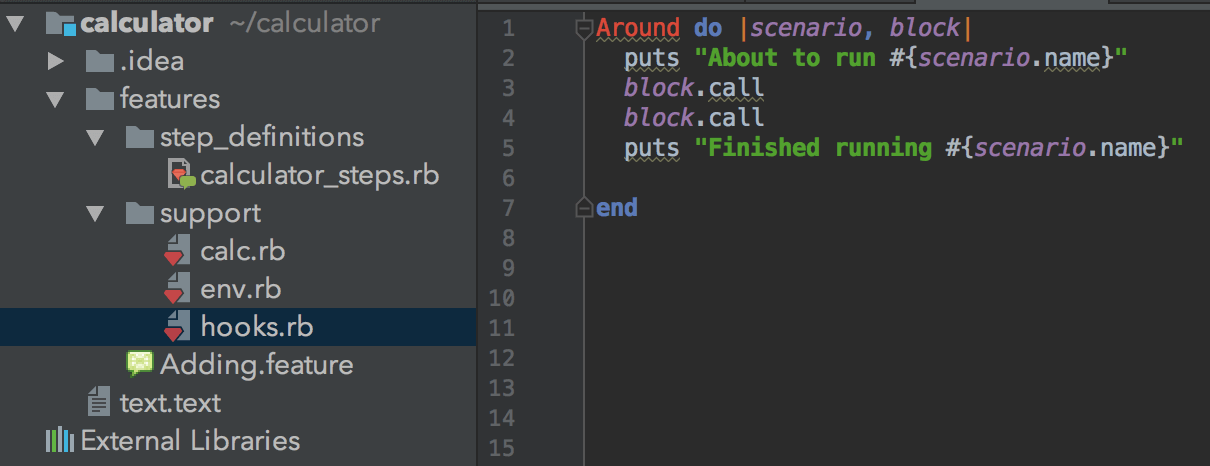 calculator ~/calculator
.idea
features
step_definitions
calculator_steps.rb
support
calc.rb
env.rb
hooks.rb
Adding.feature
text.text
External Libraries
1 Around do |scenario, block|
2 puts "About to run #{scenario.name}"
3 block.call
4 block.call
5 puts "Finished running #{scenario.name}"
6
7 end
8
9
10
11
12
13
14
15